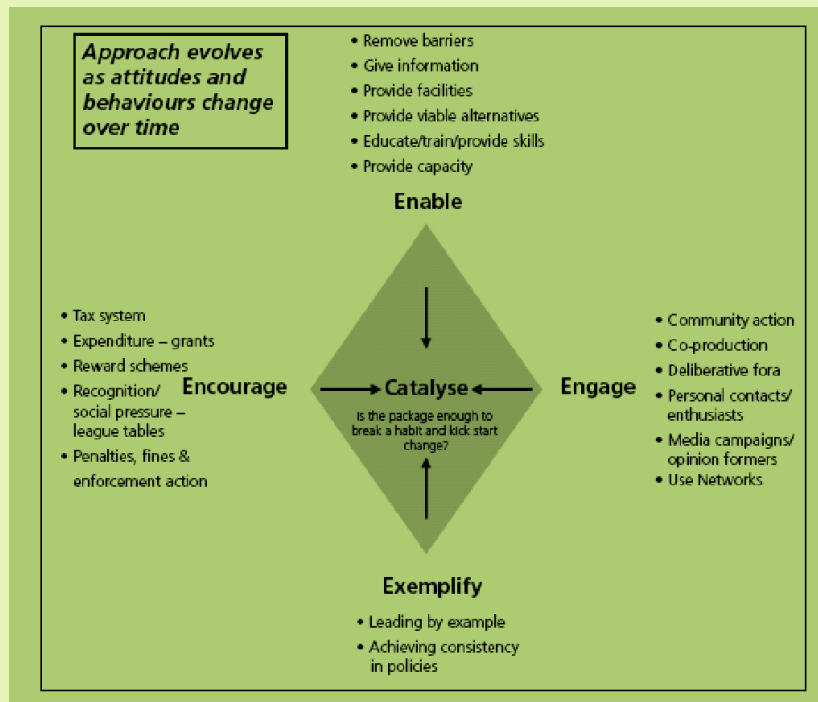 Approach evolves
as attitudes and
behaviours change
over time
• Remove barriers
• Give information
• Provide facilities
• Provide viable alternatives
• Educate/train/provide skills
• Provide capacity
Enable
• Tax system
• Expenditure – grants
• Reward schemes
• Recognition/
social pressure –
league tables
• Penalties, fines &
enforcement action
Encourage
Catalyse
Is the package enough to
break a habit and kick start
change?
Engage
• Community action
• Co-production
• Deliberative fora
• Personal contacts/
enthusiasts
• Media campaigns/
opinion formers
• Use Networks
Exemplify
• Leading by example
• Achieving consistency
in policies